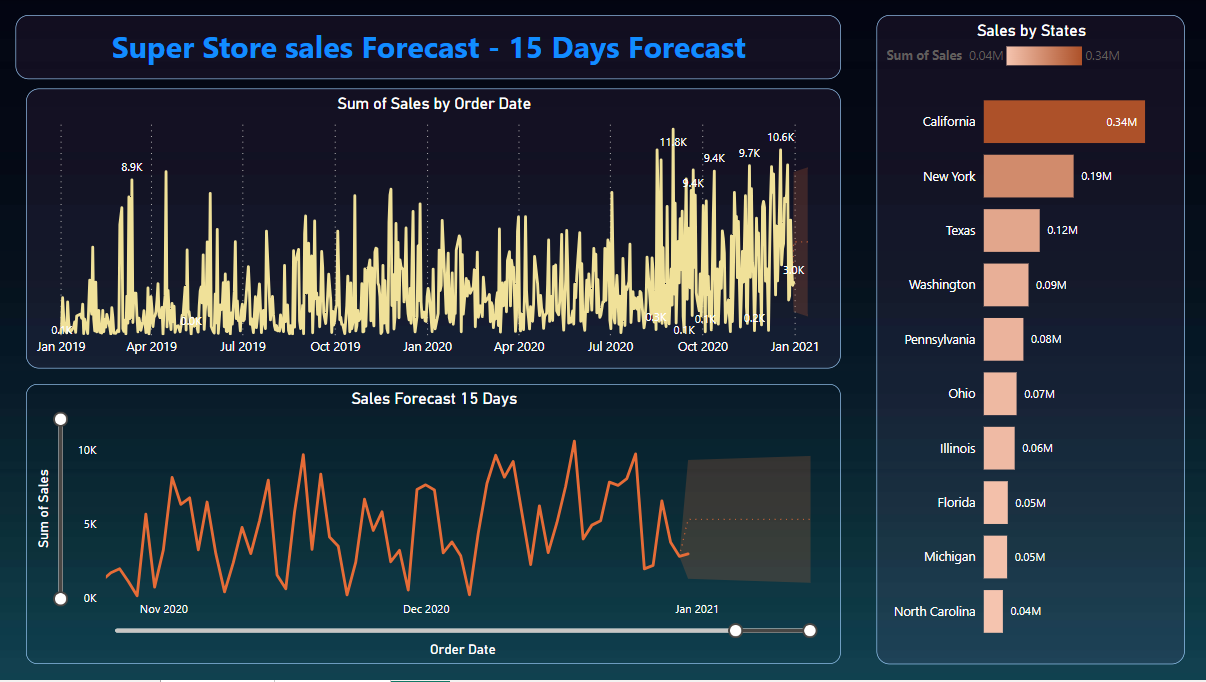 Super Store sales Forecast - 15 Days Forecast
Sum of Sales by Order Date
8.9K
11.8K
9.4K
9.4K
9.7K
10.6K
3.0K
0.1K
0.2K
Jan 2019 Apr 2019 Jul 2019 Oct 2019 Jan 2020 Apr 2020 Jul 2020 Oct 2020 Jan 2021
Sales Forecast 15 Days
Sum of Sales
10K
5K
0K
Nov 2020 Dec 2020 Jan 2021
Order Date
Sales by States
Sum of Sales 0.04M 0.34M
California 0.34M
New York 0.19M
Texas 0.12M
Washington 0.09M
Pennsylvania 0.08M
Ohio 0.07M
Illinois 0.06M
Florida 0.05M
Michigan 0.05M
North Carolina 0.04M